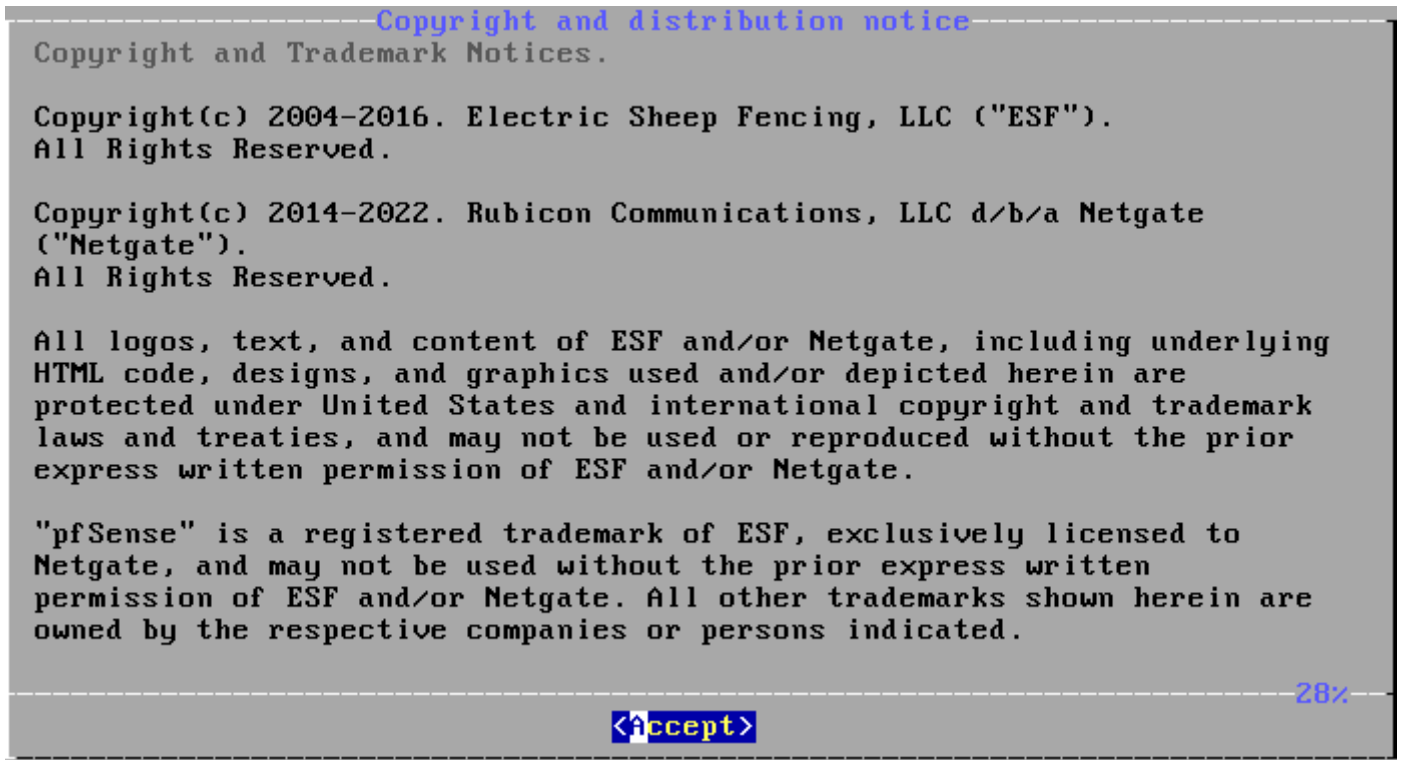 Copyright and distribution notice
Copyright and Trademark Notices.
Copyright(c) 2004-2016. Electric Sheep Fencing, LLC ("ESF").
All Rights Reserved.
Copyright(c) 2014-2022. Rubicon Communications, LLC d/b/a Netgate
("Netgate").
All Rights Reserved.
All logos, text, and content of ESF and/or Netgate, including underlying
HTML code, designs, and graphics used and/or depicted herein are
protected under United States and international copyright and trademark
laws and treaties, and may not be used or reproduced without the prior
express written permission of ESF and/or Netgate.
"pfSense" is a registered trademark of ESF, exclusively licensed to
Netgate, and may not be used without the prior express written
permission of ESF and/or Netgate. All other trademarks shown herein are
owned by the respective companies or persons indicated.
28%
<Accept>